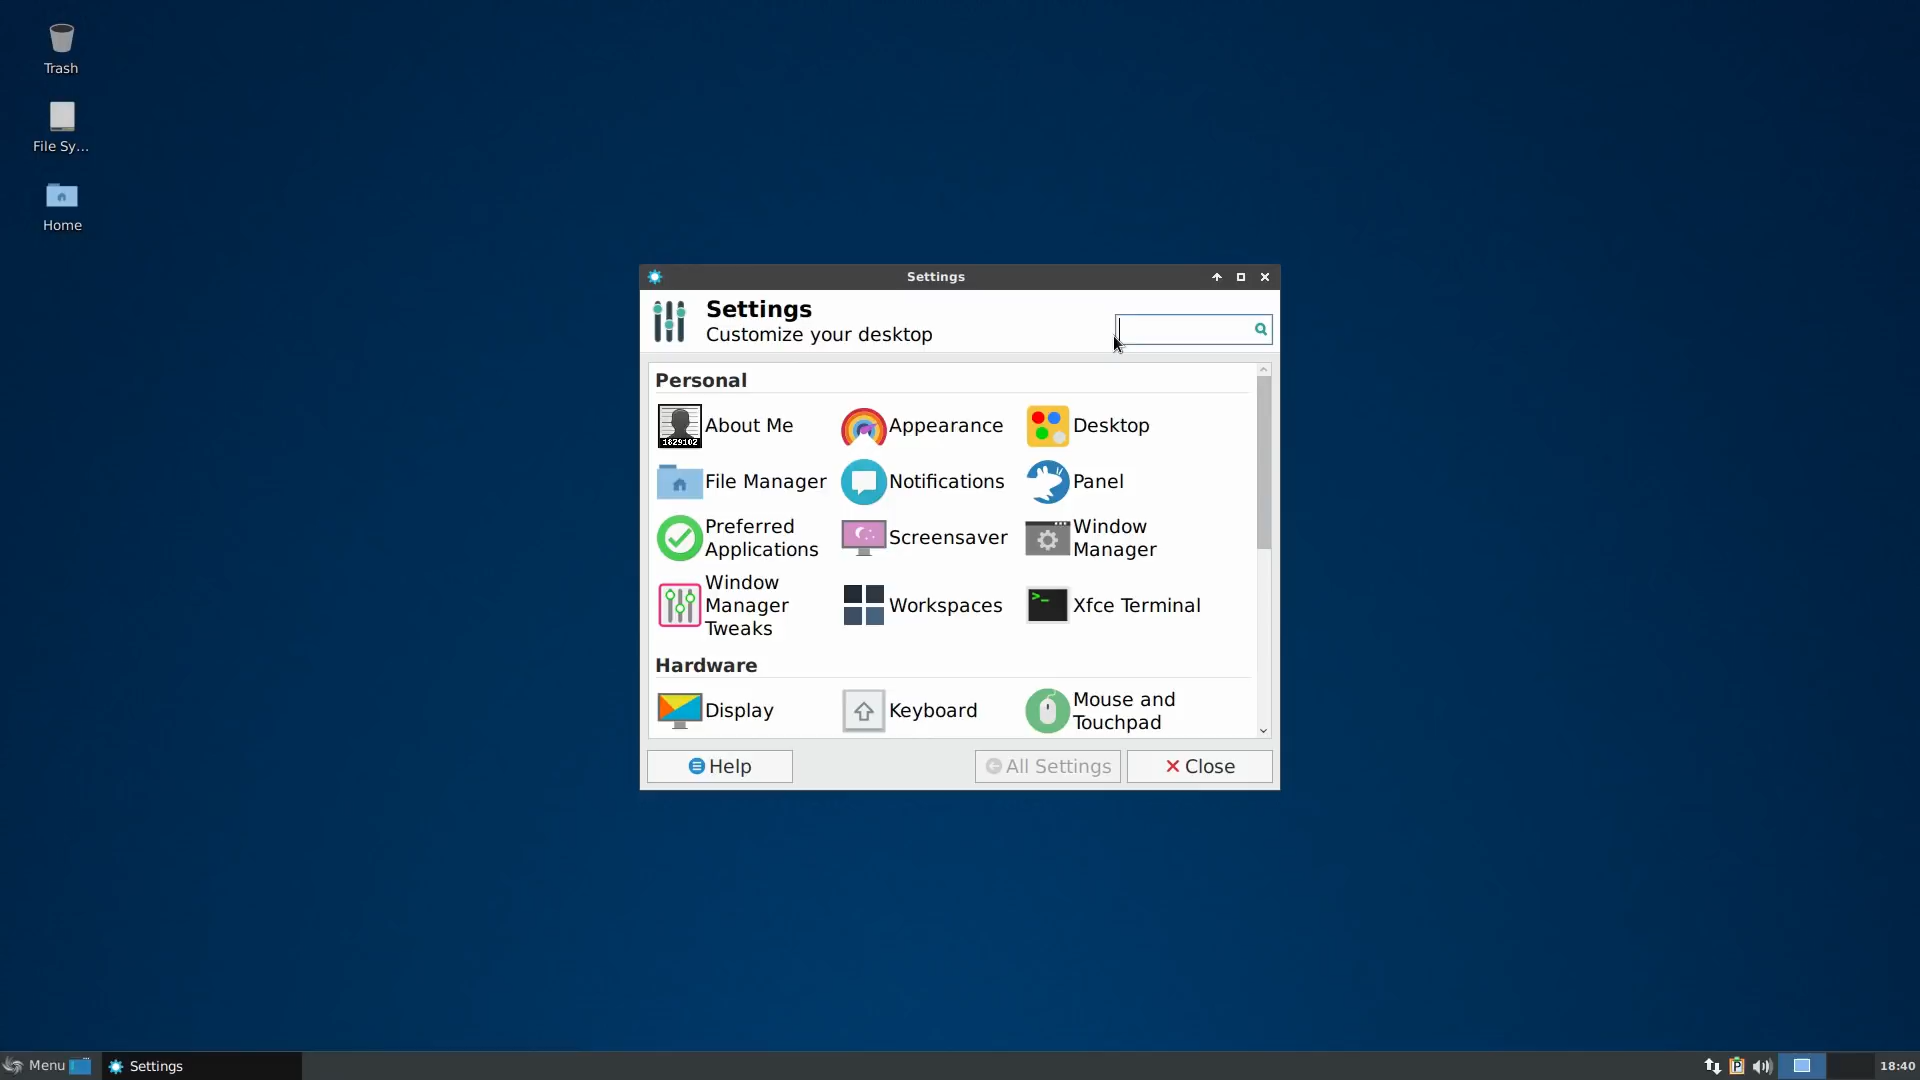 Trash
File Sy...
Home
Settings
Settings
Customize your desktop
Personal
About Me
1829102
Appearance
Desktop
File Manager
Notifications
Panel
Preferred
Applications
Screensaver
Window
Manager
Window
Manager
Tweaks
Workspaces
>_
Xfce Terminal
Hardware
Display
Keyboard
Mouse and
Touchpad
Help
All Settings
Close
Menu
Settings
P
18:40